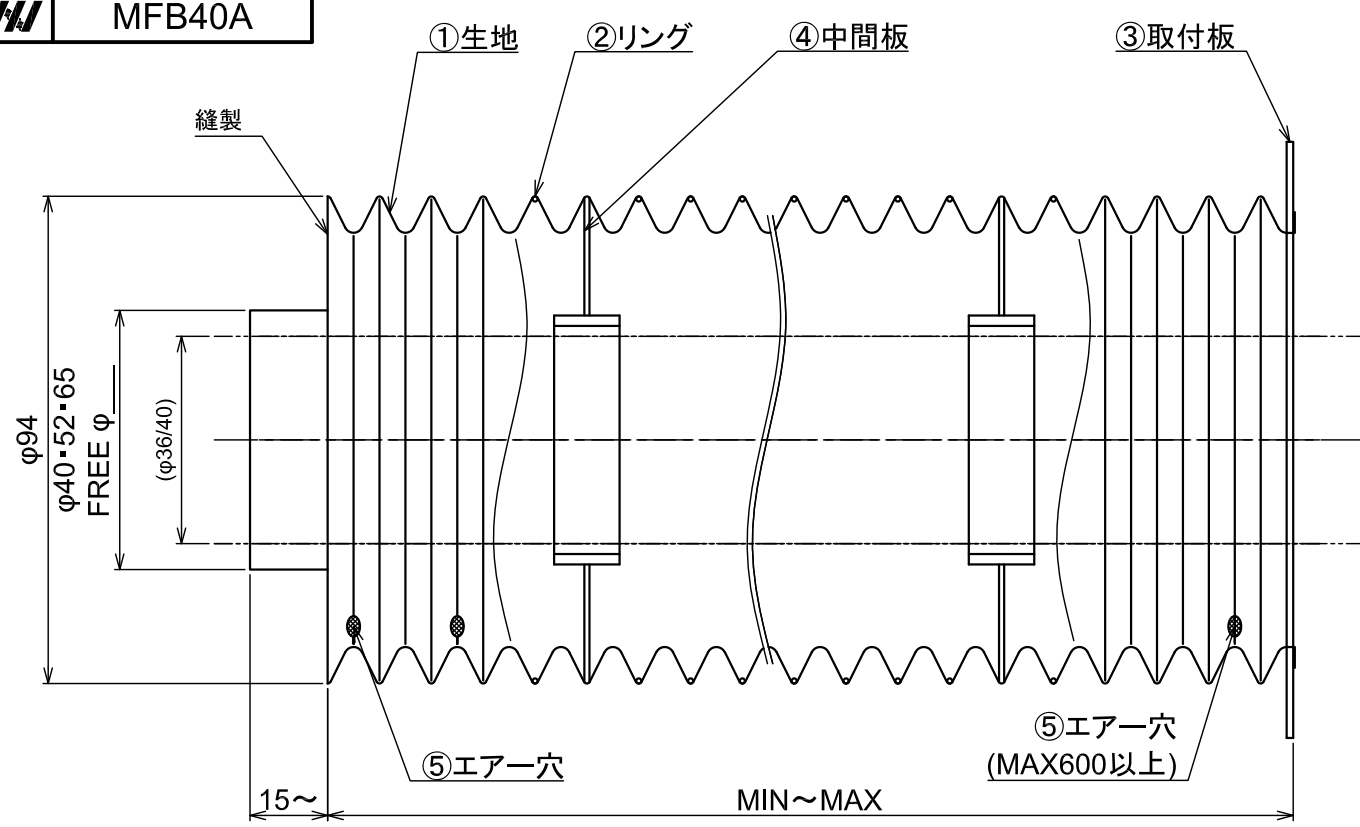 MFB40A
①生地
②リング
④中間板
③取付板
縫製
φ94
φ40・52・65
FREE φ__
(φ36/40)
⑤エアー穴
⑤エアー穴
(MAX600以上)
15～
MIN～MAX